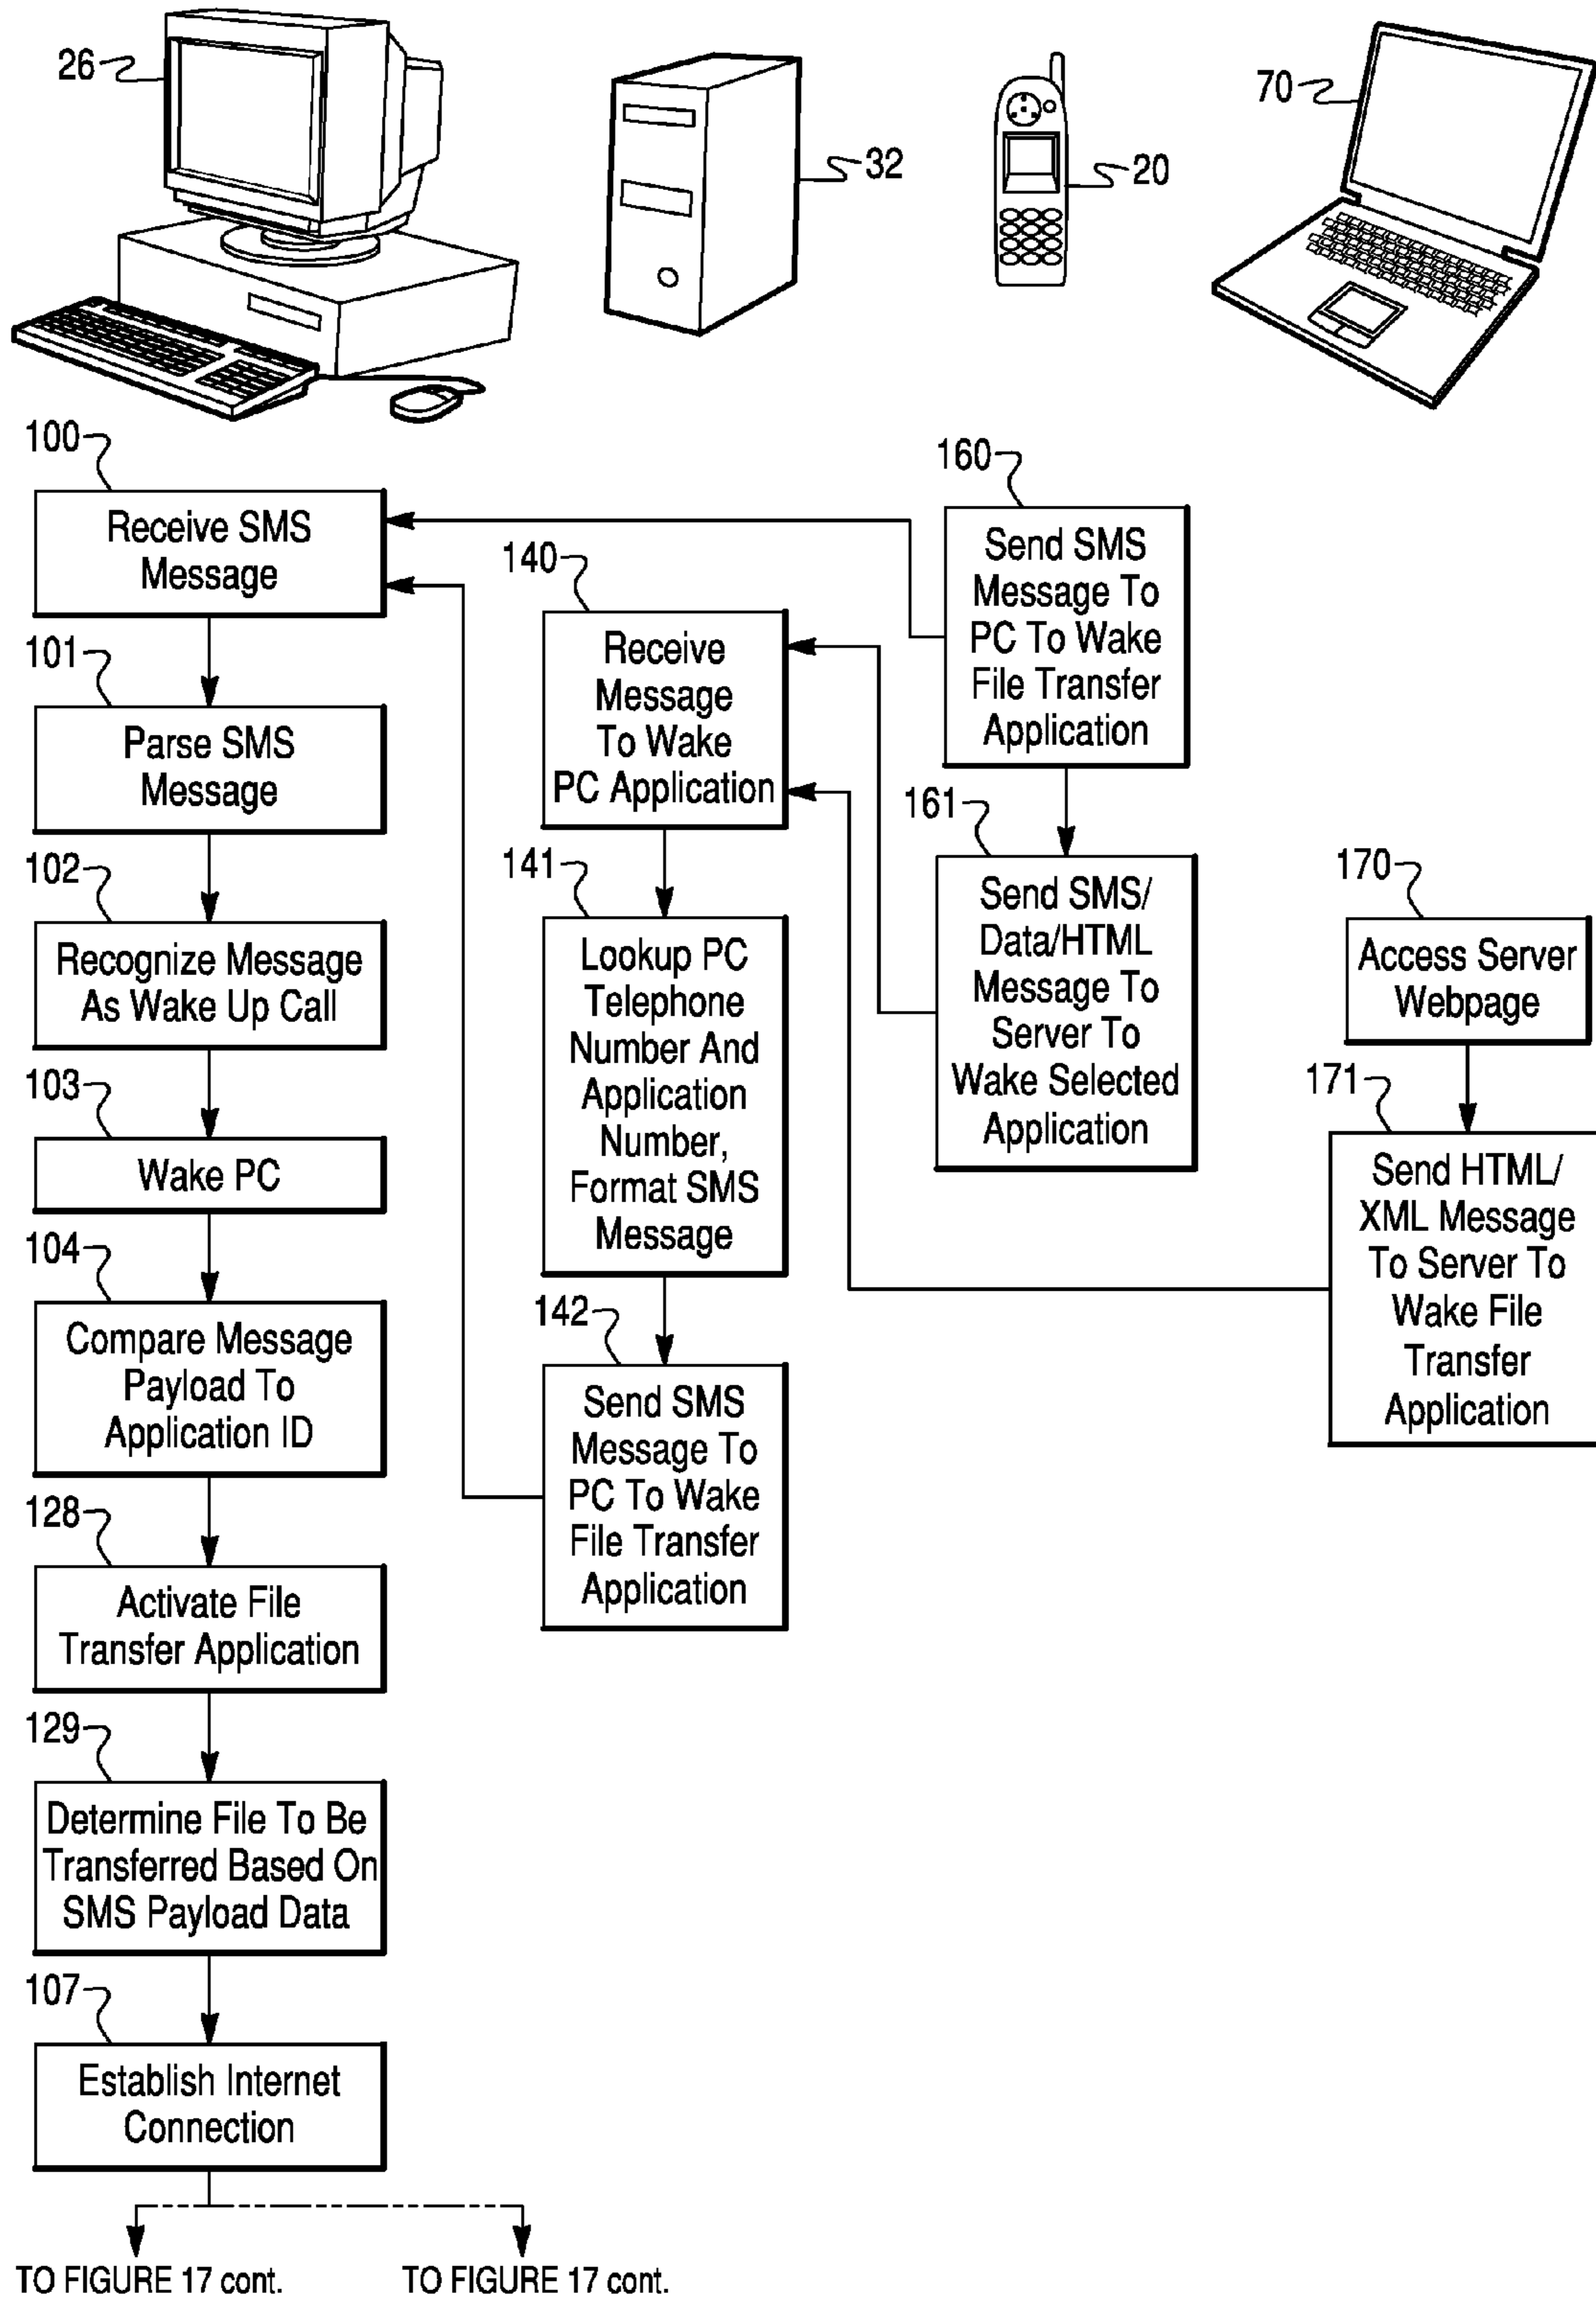 26
32
20
70
100
Receive SMS
Message
101
Parse SMS
Message
102
Recognize Message
As Wake Up Call
103
Wake PC
104
Compare Message
Payload To
Application ID
128
Activate File
Transfer Application
129
Determine File To Be
Transferred Based On
SMS Payload Data
107
Establish Internet
Connection
TO FIGURE 17 cont.
TO FIGURE 17 cont.
140
Receive
Message
To Wake
PC Application
141
Lookup PC
Telephone
Number And
Application
Number,
Format SMS
Message
142
Send SMS
Message To
PC To Wake
File Transfer
Application
160
Send SMS
Message To
PC To Wake
File Transfer
Application
161
Send SMS/
Data/HTML
Message To
Server To
Wake Selected
Application
170
Access Server
Webpage
171
Send HTML/
XML Message
To Server To
Wake File
Transfer
Application